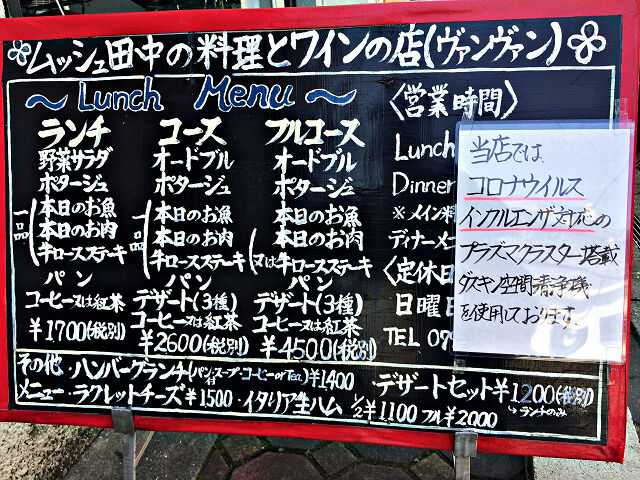 ムッシュ田中の料理とワインの店(ヴァンヴァン)
~Lunch Menu~
ランチ
野菜サラダ
ポタージュ
一品
本日のお魚
本日のお肉
牛ロースステーキ
パン
コーヒー又は紅茶
¥1700(税別)
コース
オードブル
ポタージュ
一品
本日のお魚
本日のお肉
牛ロースステーキ
パン
デザート(3種)
コーヒー又は紅茶
¥2600(税別)
フルコース
オードブル
ポタージュ
本日のお魚
本日のお肉
又は牛ロースステーキ
パン
デザート(3種)
コーヒー又は紅茶
¥4500(税別)
〈営業時間〉
Lunch
Dinner
※メイン料
ディナーメニ
〈定休日
日曜日
TEL 07
当店では、
コロナウイルス
インフルエンザ対応の
プラズマクラスター搭載
ダスキン空間清浄機
を使用しております。
その他・ハンバーグランチ(パン・スープ・コーヒーorTea付)¥1400 ・デザートセット¥1200(税別)
↳ランチのみ
メニュー・ラクレットチーズ¥1500・イタリア生ハム 1/2¥1100 フル¥2000